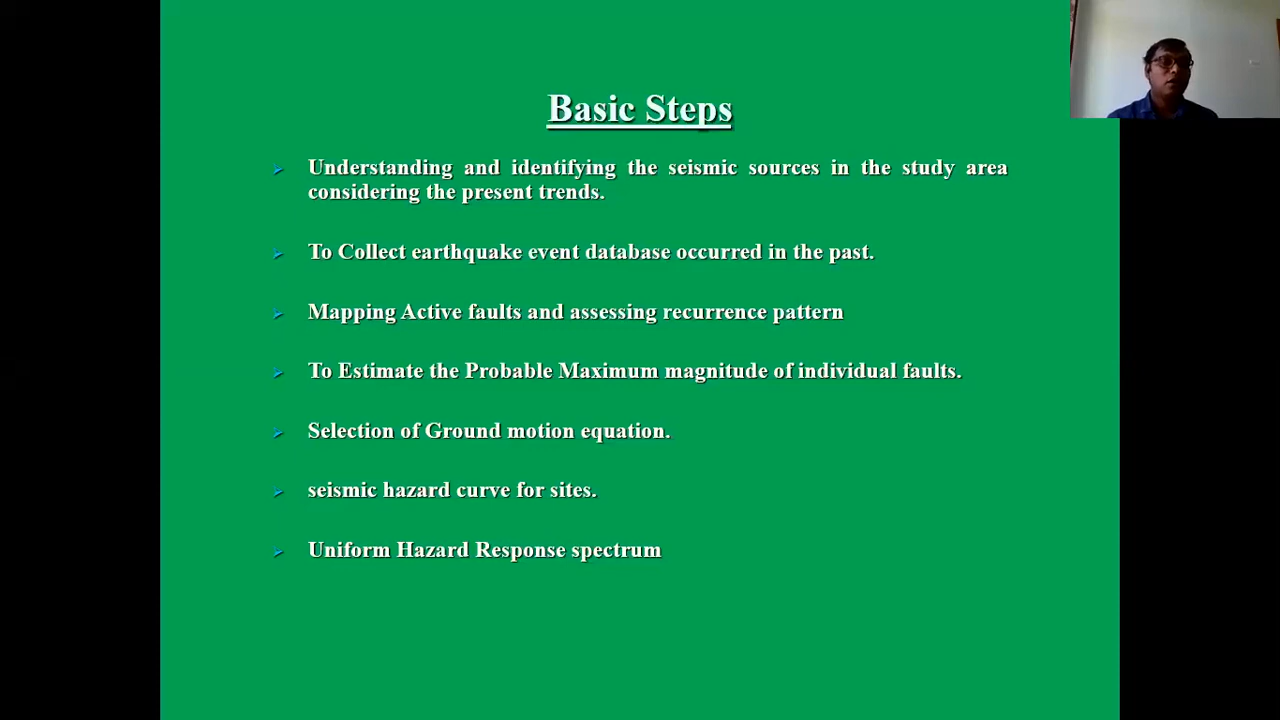 Basic Steps
Understanding and identifying the seismic sources in the study area
considering the present trends.
To Collect earthquake event database occurred in the past.
Mapping Active faults and assessing recurrence pattern
To Estimate the Probable Maximum magnitude of individual faults.
Selection of Ground motion equation.
seismic hazard curve for sites.
Uniform Hazard Response spectrum